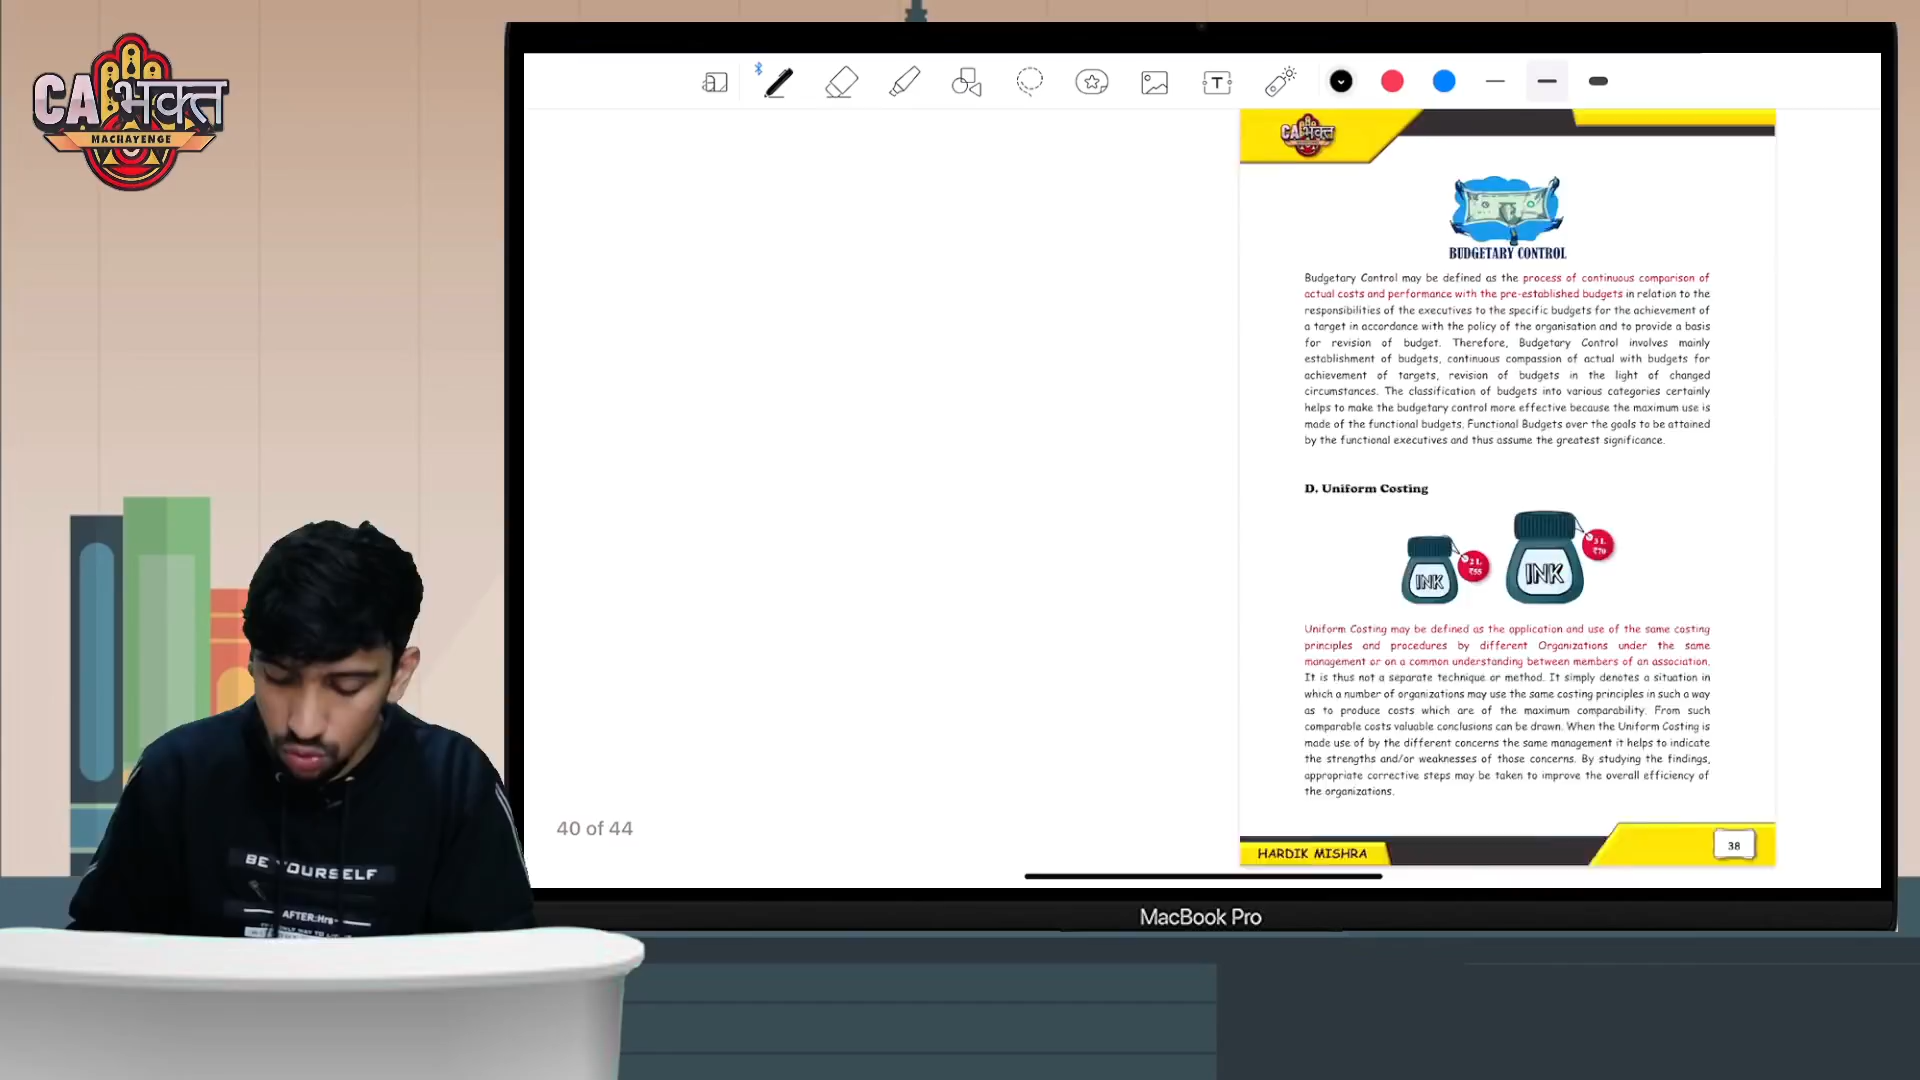 CAभक्त
MACHAYENGE
CAभक्त
BUDGETARY CONTROL
Budgetary Control may be defined as the process of continuous comparison of
actual costs and performance with the pre-established budgets in relation to the
responsibilities of the executives to the specific budgets for the achievement of
a target in accordance with the policy of the organisation and to provide a basis
for revision of budget. Therefore, Budgetary Control involves mainly
establishment of budgets, continuous compassion of actual with budgets for
achievement of targets, revision of budgets in the light of changed
circumstances. The classification of budgets into various categories certainly
helps to make the budgetary control more effective because the maximum use is
made of the functional budgets. Functional Budgets over the goals to be attained
by the functional executives and thus assume the greatest significance.
D. Uniform Costing
INK
2 L
₹55
INK
3 L
₹70
Uniform Costing may be defined as the application and use of the same costing
principles and procedures by different Organizations under the same
management or on a common understanding between members of an association.
It is thus not a separate technique or method. It simply denotes a situation in
which a number of organizations may use the same costing principles in such a way
as to produce costs which are of the maximum comparability. From such
comparable costs valuable conclusions can be drawn. When the Uniform Costing is
made use of by the different concerns the same management it helps to indicate
the strengths and/or weaknesses of those concerns. By studying the findings,
appropriate corrective steps may be taken to improve the overall efficiency of
the organizations.
40 of 44
HARDIK MISHRA
38
MacBook Pro
BE YOURSELF
AFTER:Hrs